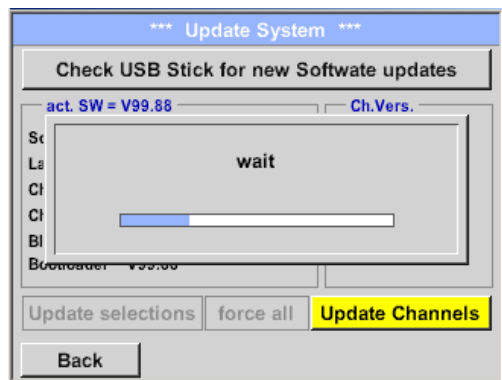 *** Update System ***
Check USB Stick for new Softwate updates
act. SW = V99.88
Ch.Vers.
wait
Update selections
force all
Update Channels
Back